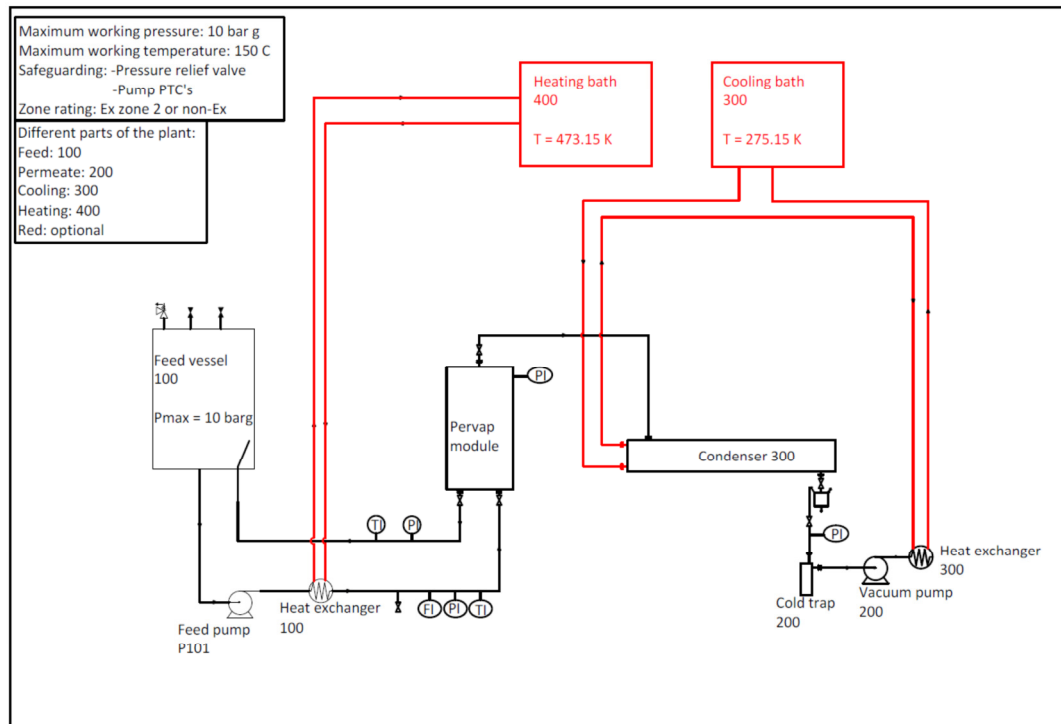 Maximum working pressure: 10 bar g
Maximum working temperature: 150 C
Safeguarding: -Pressure relief valve
-Pump PTC's
Zone rating: Ex zone 2 or non-Ex
Different parts of the plant:
Feed: 100
Permeate: 200
Cooling: 300
Heating: 400
Red: optional
Heating bath
400
T = 473.15 K
Cooling bath
300
T = 275.15 K
Feed vessel
100
Pmax = 10 barg
Pervap
module
PI
Condenser 300
TI
PI
PI
Heat exchanger
300
Vacuum pump
200
Cold trap
200
Heat exchanger
100
FI
PI
TI
Feed pump
P101